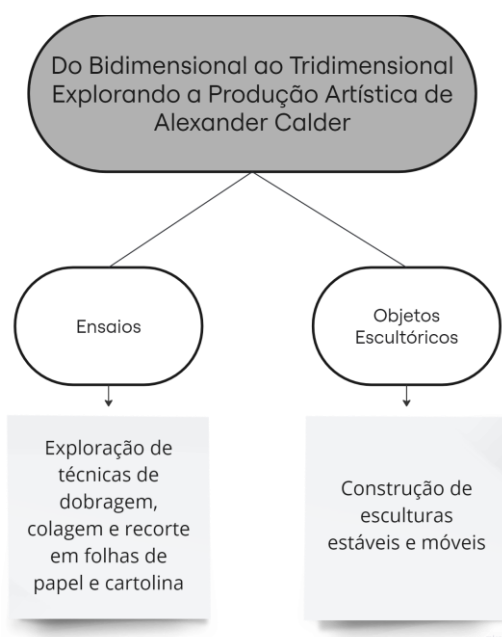 Do Bidimensional ao Tridimensional
Explorando a Produção Artística de
Alexander Calder
Ensaios
Objetos
Escultóricos
Exploração de
técnicas de
dobragem,
colagem e recorte
em folhas de
papel e cartolina
Construção de
esculturas
estáveis e móveis